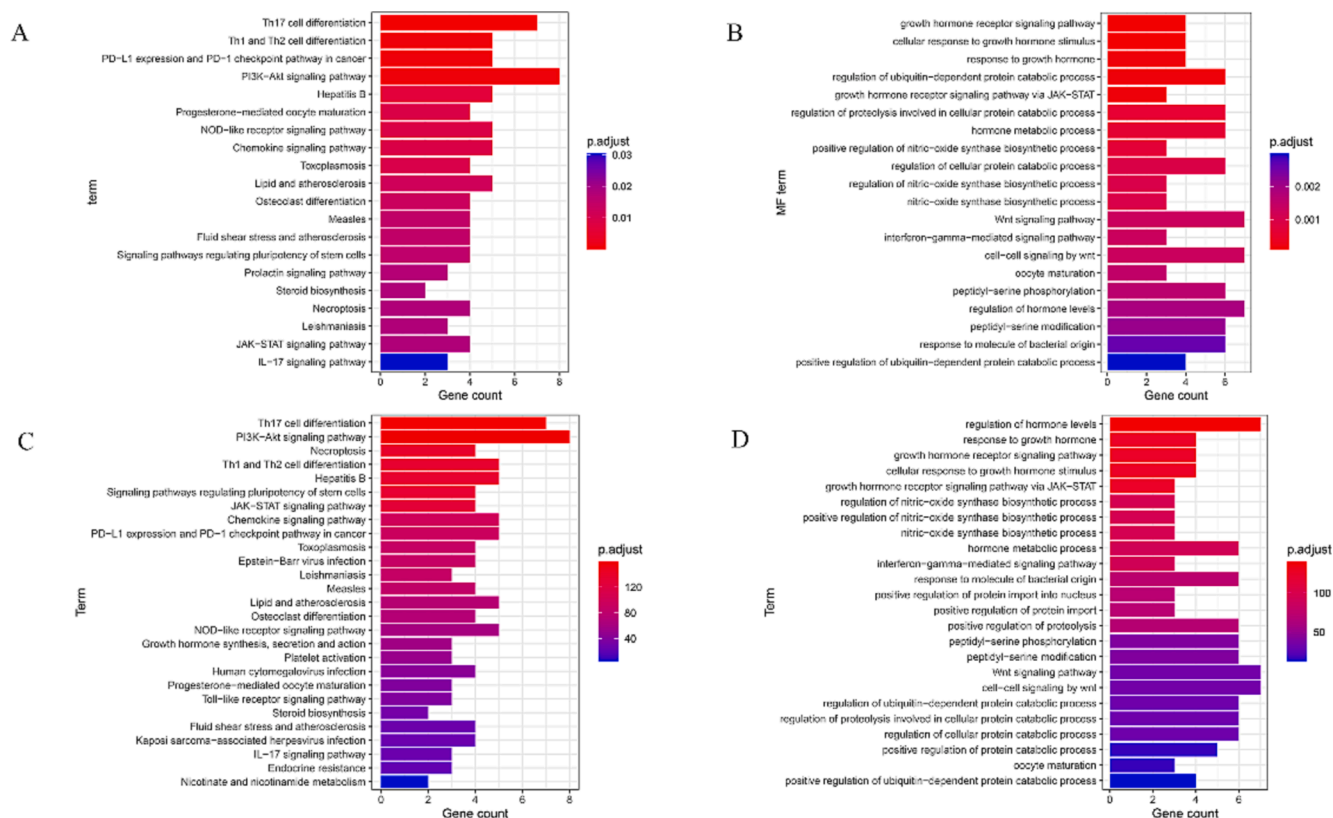 A
Th17 cell differentiation
Th1 and Th2 cell differentiation
PD-L1 expression and PD-1 checkpoint pathway in cancer
PI3K-Akt signaling pathway
Hepatitis B
Progesterone-mediated oocyte maturation
NOD-like receptor signaling pathway
Chemokine signaling pathway
Toxoplasmosis
Lipid and atherosclerosis
Osteoclast differentiation
Measles
Fluid shear stress and atherosclerosis
Signaling pathways regulating pluripotency of stem cells
Prolactin signaling pathway
Steroid biosynthesis
Necroptosis
Leishmaniasis
JAK-STAT signaling pathway
IL-17 signaling pathway
term
0 2 4 6 8
Gene count
p.adjust
0.03
0.02
0.01
B
growth hormone receptor signaling pathway
cellular response to growth hormone stimulus
response to growth hormone
regulation of ubiquitin-dependent protein catabolic process
growth hormone receptor signaling pathway via JAK-STAT
regulation of proteolysis involved in cellular protein catabolic process
hormone metabolic process
positive regulation of nitric-oxide synthase biosynthetic process
regulation of cellular protein catabolic process
regulation of nitric-oxide synthase biosynthetic process
nitric-oxide synthase biosynthetic process
Wnt signaling pathway
interferon-gamma-mediated signaling pathway
cell-cell signaling by wnt
oocyte maturation
peptidyl-serine phosphorylation
regulation of hormone levels
peptidyl-serine modification
response to molecule of bacterial origin
positive regulation of ubiquitin-dependent protein catabolic process
MF term
0 2 4 6
Gene count
p.adjust
0.002
0.001
C
Th17 cell differentiation
PI3K-Akt signaling pathway
Necroptosis
Th1 and Th2 cell differentiation
Hepatitis B
Signaling pathways regulating pluripotency of stem cells
JAK-STAT signaling pathway
Chemokine signaling pathway
PD-L1 expression and PD-1 checkpoint pathway in cancer
Toxoplasmosis
Epstein-Barr virus infection
Leishmaniasis
Measles
Lipid and atherosclerosis
Osteoclast differentiation
NOD-like receptor signaling pathway
Growth hormone synthesis, secretion and action
Platelet activation
Human cytomegalovirus infection
Progesterone-mediated oocyte maturation
Toll-like receptor signaling pathway
Steroid biosynthesis
Fluid shear stress and atherosclerosis
Kaposi sarcoma-associated herpesvirus infection
IL-17 signaling pathway
Endocrine resistance
Nicotinate and nicotinamide metabolism
Term
0 2 4 6 8
Gene count
p.adjust
120
80
40
D
regulation of hormone levels
response to growth hormone
growth hormone receptor signaling pathway
cellular response to growth hormone stimulus
growth hormone receptor signaling pathway via JAK-STAT
regulation of nitric-oxide synthase biosynthetic process
positive regulation of nitric-oxide synthase biosynthetic process
nitric-oxide synthase biosynthetic process
hormone metabolic process
interferon-gamma-mediated signaling pathway
response to molecule of bacterial origin
positive regulation of protein import into nucleus
positive regulation of protein import
positive regulation of proteolysis
peptidyl-serine phosphorylation
peptidyl-serine modification
Wnt signaling pathway
cell-cell signaling by wnt
regulation of ubiquitin-dependent protein catabolic process
regulation of proteolysis involved in cellular protein catabolic process
regulation of cellular protein catabolic process
positive regulation of protein catabolic process
oocyte maturation
positive regulation of ubiquitin-dependent protein catabolic process
Term
0 2 4 6
Gene count
p.adjust
100
50